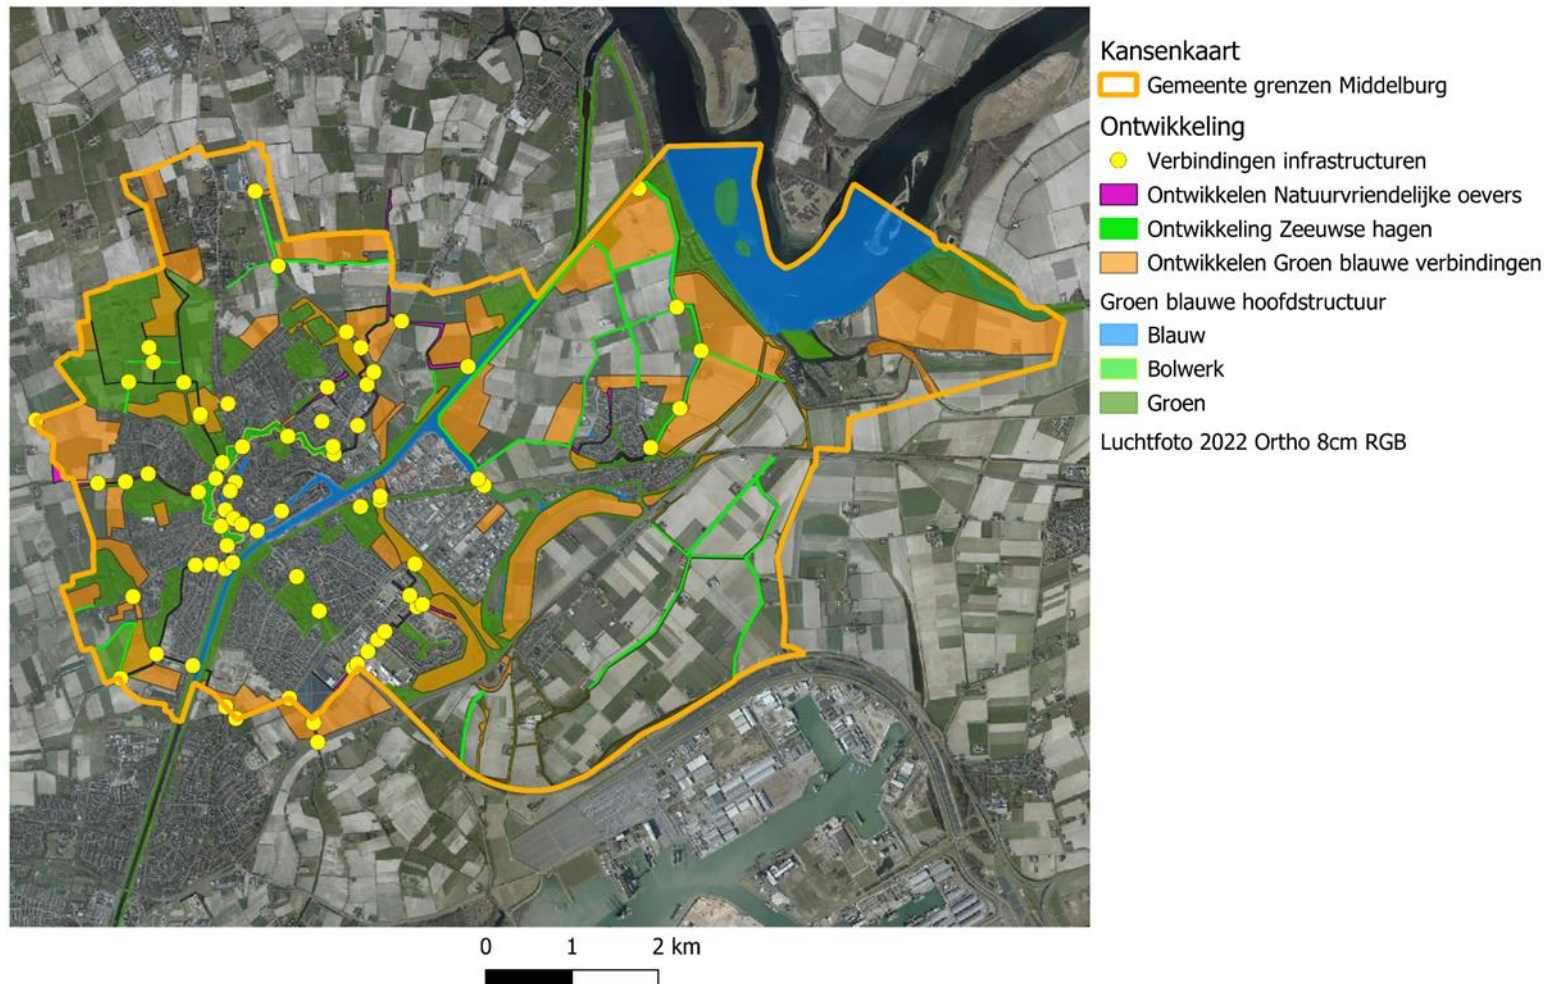 Kansenkaart
Gemeente grenzen Middelburg
Ontwikkeling
Verbindingen infrastructuren
Ontwikkelen Natuurvriendelijke oevers
Ontwikkeling Zeeuwse hagen
Ontwikkelen Groen blauwe verbindingen
Groen blauwe hoofdstructuur
Blauw
Bolwerk
Groen
Luchtfoto 2022 Ortho 8cm RGB
0 1 2 km